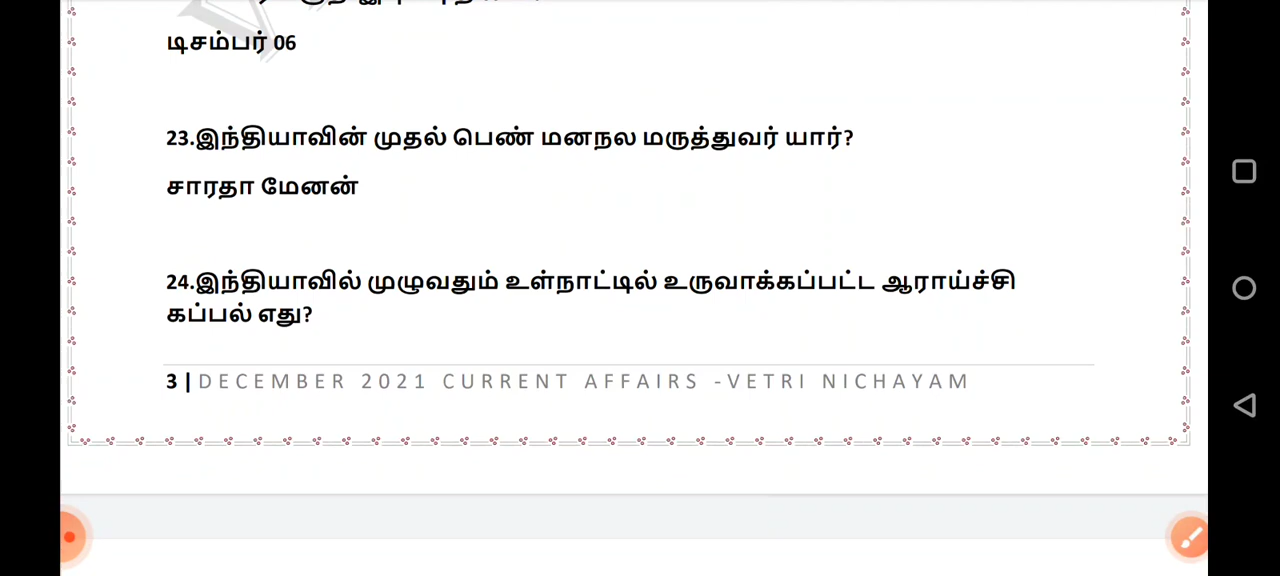 டிசம்பர் 06
23.இந்தியாவின் முதல் பெண் மனநல மருத்துவர் யார்?
சாரதா மேனன்
24.இந்தியாவில் முழுவதும் உள்நாட்டில் உருவாக்கப்பட்ட ஆராய்ச்சி
கப்பல் எது?
3 | DECEMBER 2021 CURRENT AFFAIRS -VETRI NICHAYAM